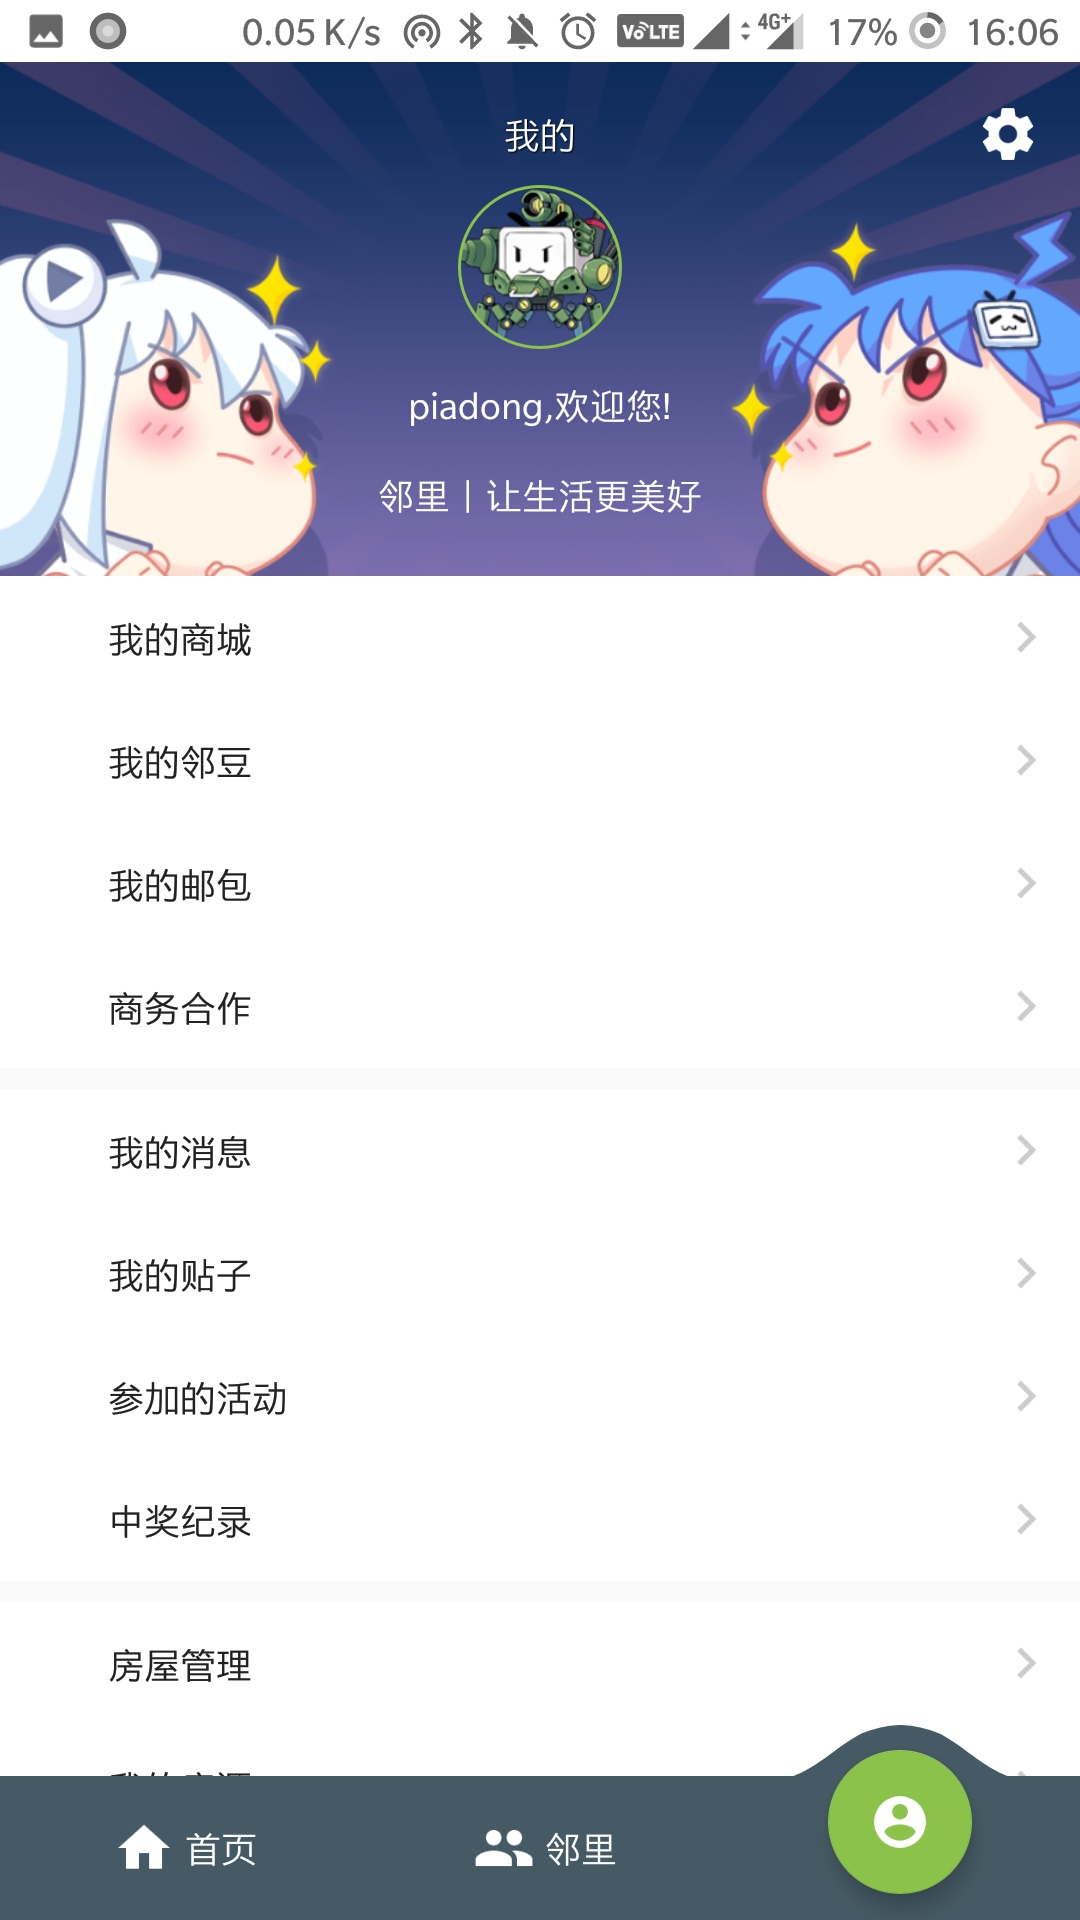 0.05 K/s VoLTE 4G+ 17% 16:06
我的
piadong,欢迎您!
邻里丨让生活更美好
我的商城
我的邻豆
我的邮包
商务合作
我的消息
我的贴子
参加的活动
中奖纪录
房屋管理
首页
邻里